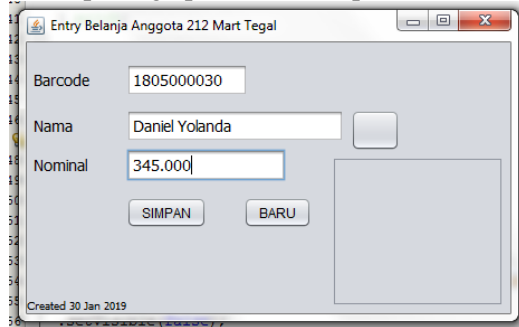 Entry Belanja Anggota 212 Mart Tegal
Barcode 1805000030
Nama Daniel Yolanda
Nominal 345.000
SIMPAN BARU
Created 30 Jan 2019